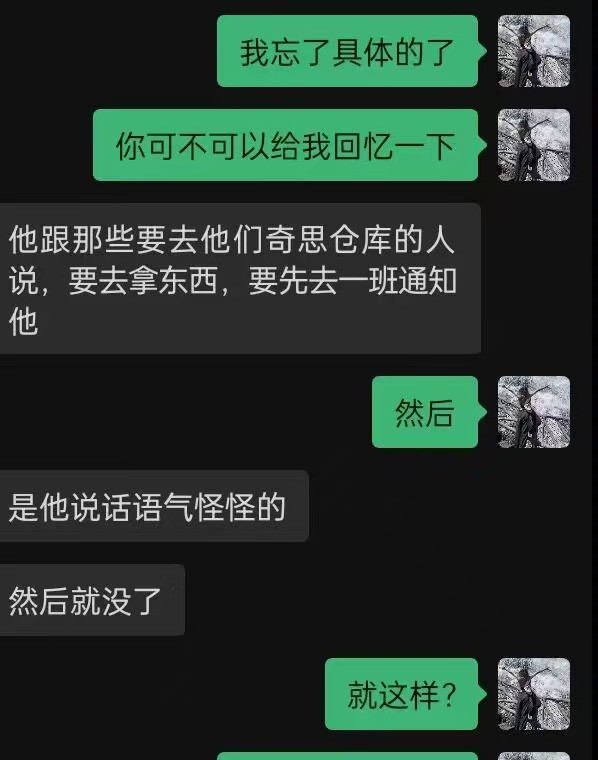 我忘了具体的了
你可不可以给我回忆一下
他跟那些要去他们奇思仓库的人
说，要去拿东西，要先去一班通知
他
然后
是他说话语气怪怪的
然后就没了
就这样？